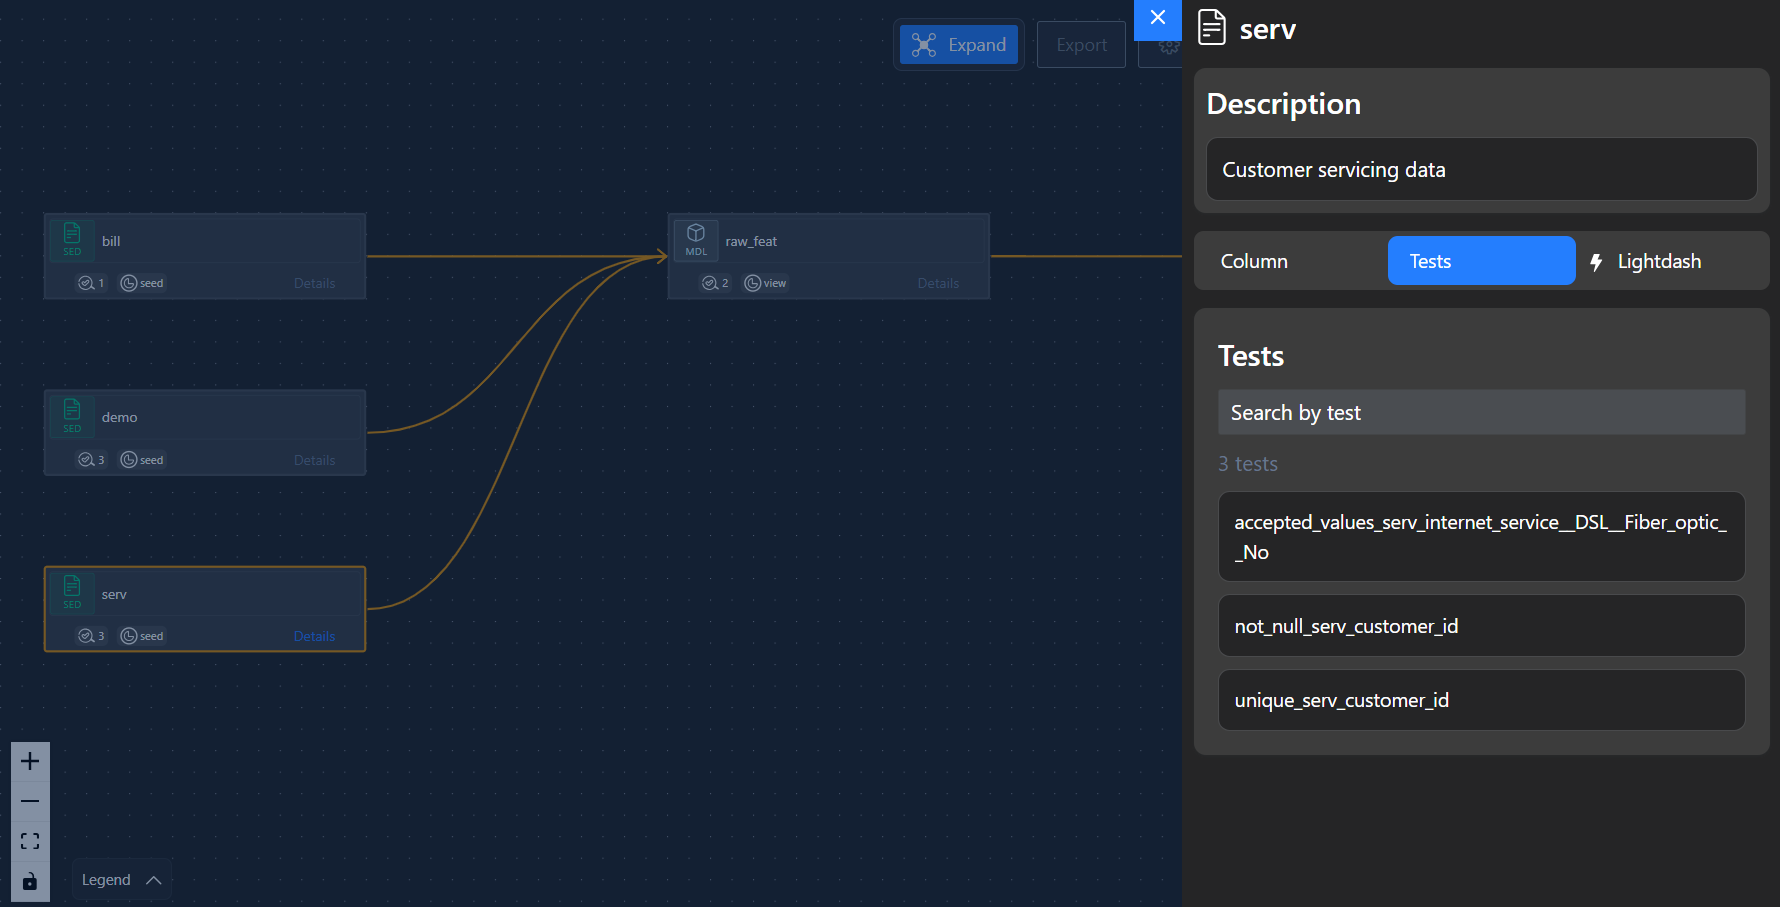 Expand
Export
bill
SED
1
seed
Details
raw_feat
MDL
2
view
Details
demo
SED
3
seed
Details
serv
SED
3
seed
Details
Legend
serv
Description
Customer servicing data
Column
Tests
Lightdash
Tests
Search by test
3 tests
accepted_values_serv_internet_service__DSL__Fiber_optic_
_No
not_null_serv_customer_id
unique_serv_customer_id